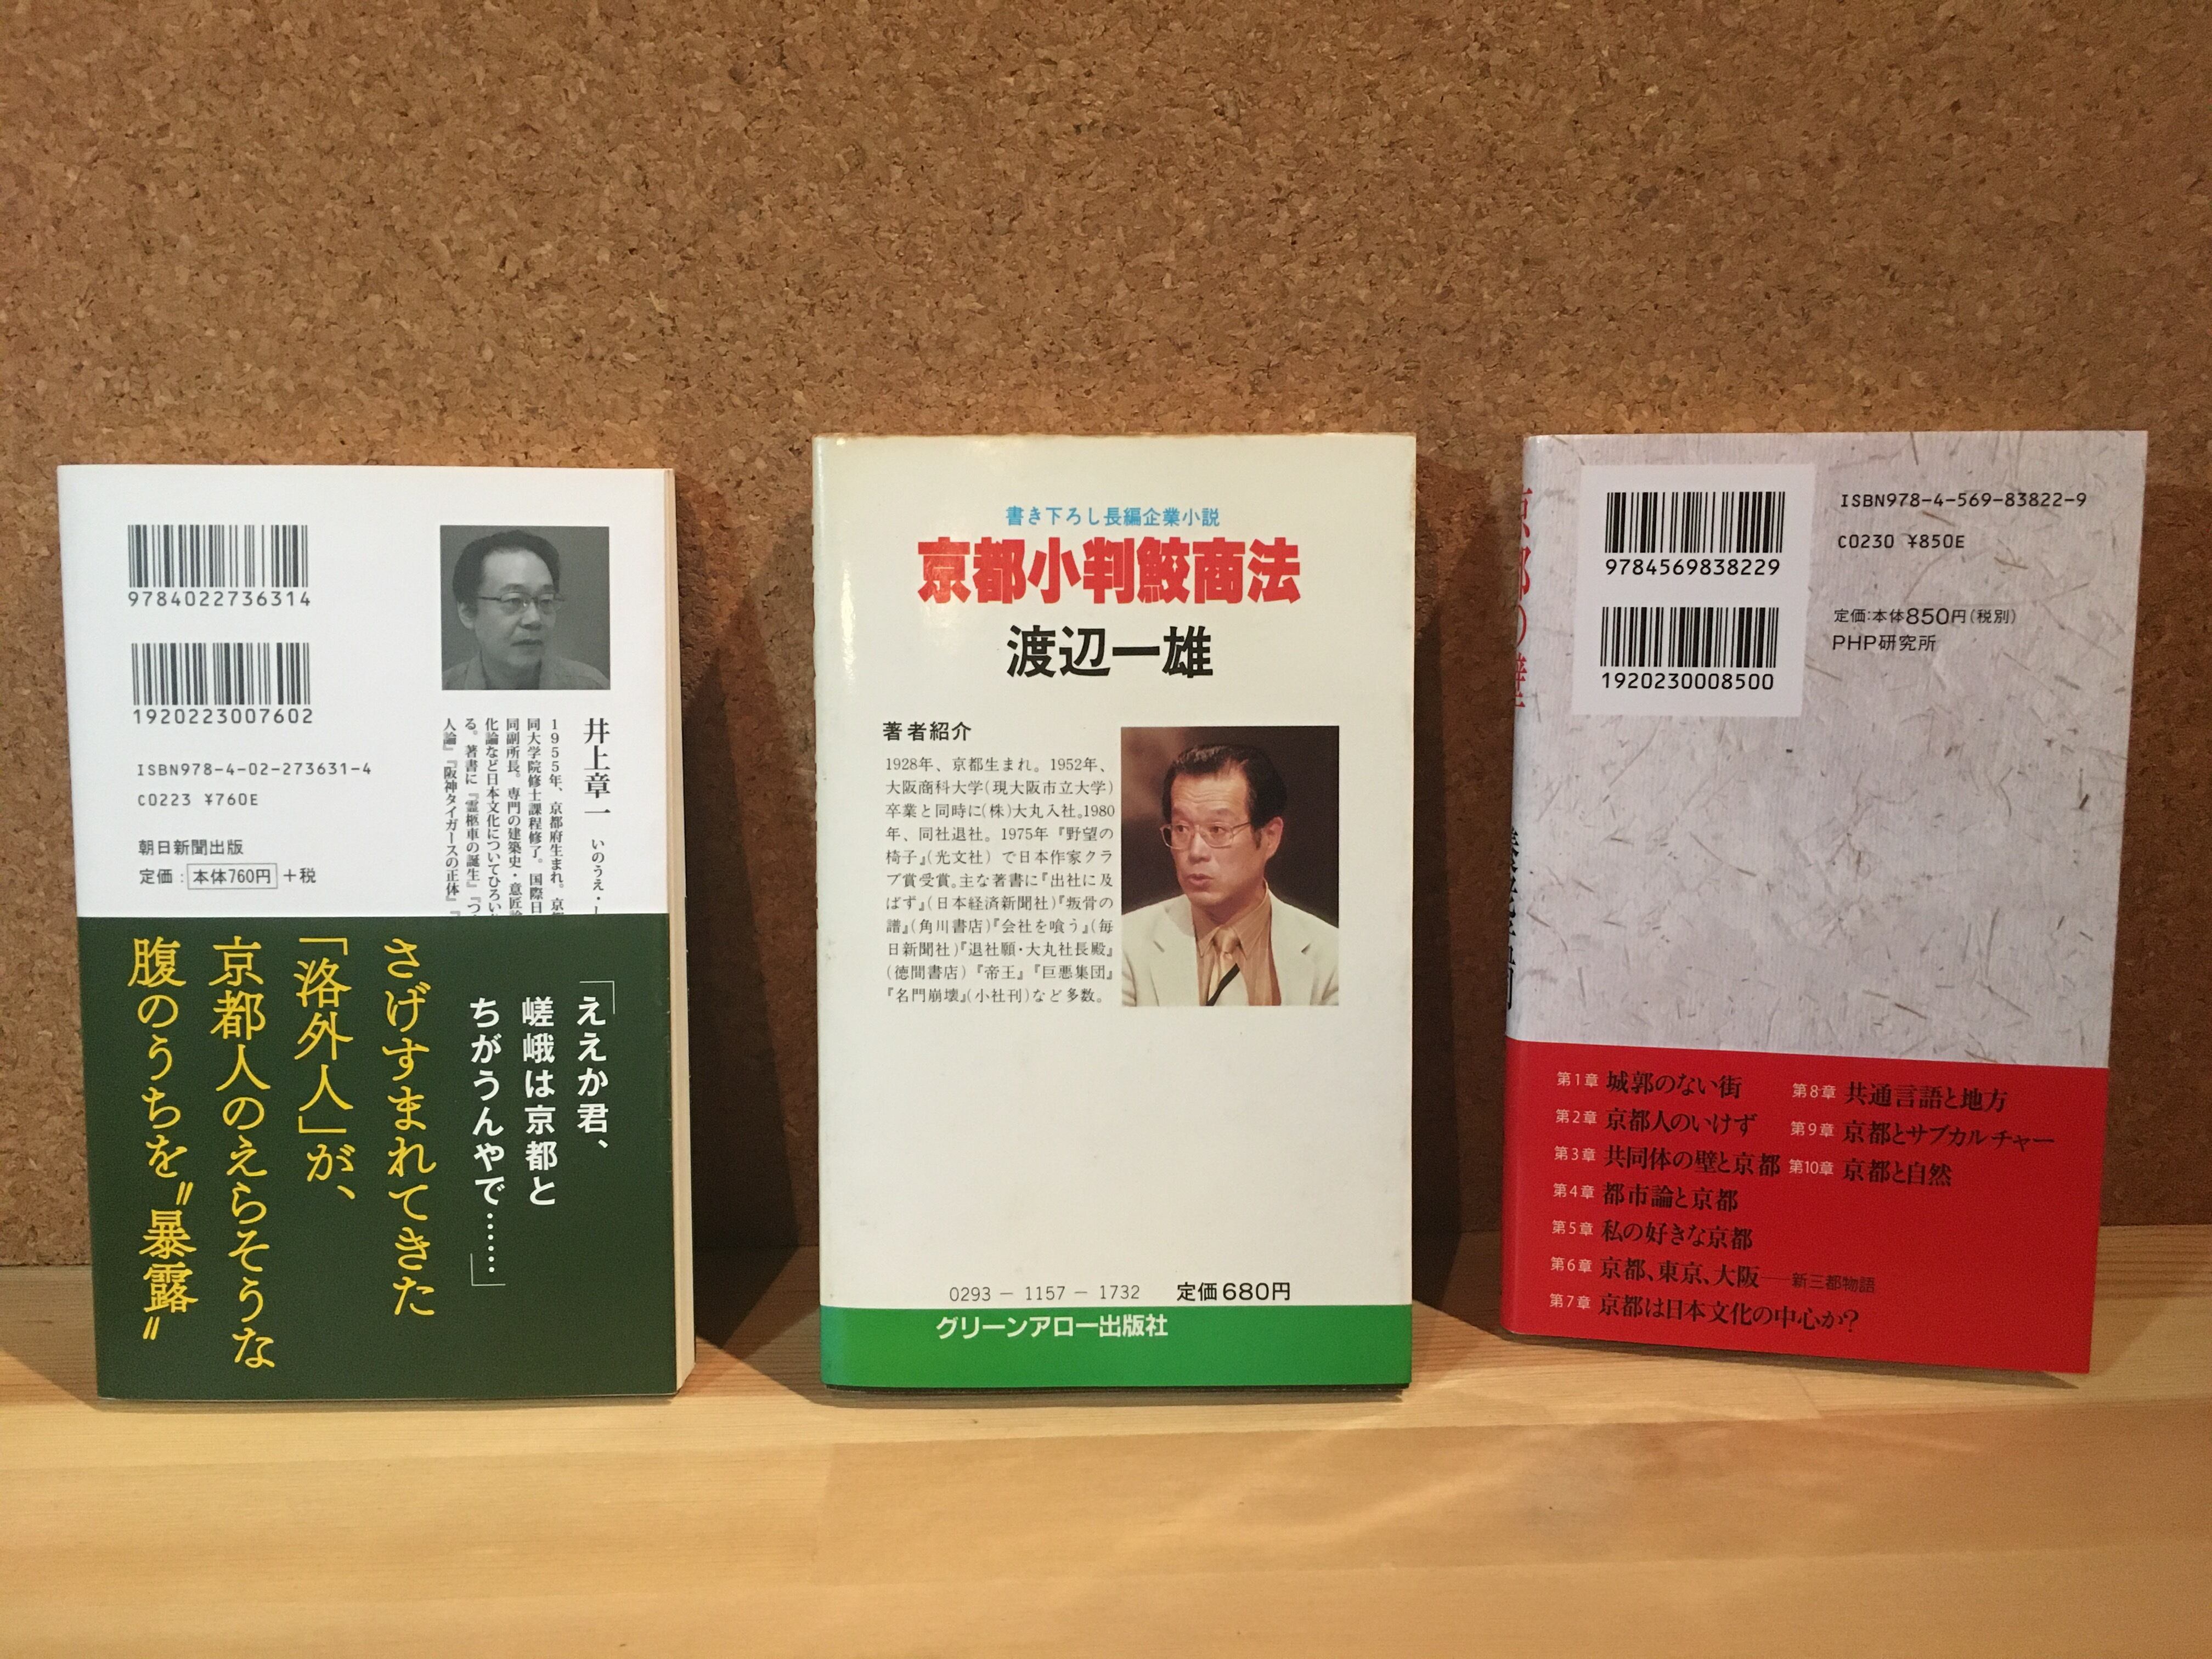 9784022736314
1920223007602
ISBN978-4-02-273631-4
C0223 ¥760E
朝日新聞出版
定価：本体760円＋税
井上章一 いのうえ・し
1955年、京都府生まれ。京都
同大学院修士課程修了。国際日
同副所長。専門の建築史・意匠論
化論など日本文化についてひろい
る。著書に『霊柩車の誕生』『つ
人論』『阪神タイガースの正体』『
「ええか君、
嵯峨は京都と
ちがうんやで……」
さげすまれてきた
「洛外人」が、
京都人のえらそうな
腹のうちを〝暴露〟
書き下ろし長編企業小説
京都小判鮫商法
渡辺一雄
著者紹介
1928年、京都生まれ。1952年、
大阪商科大学(現大阪市立大学)
卒業と同時に(株)大丸入社。1980
年、同社退社。1975年『野望の
椅子』(光文社) で日本作家クラ
ブ賞受賞。主な著書に『出社に及
ばず』(日本経済新聞社)『叛骨の
譜』(角川書店)『会社を喰う』(毎
日新聞社)『退社願・大丸社長殿』
(徳間書店)『帝王』『巨悪集団』
『名門崩壊』(小社刊)など多数。
0293 － 1157 － 1732 定価680円
グリーンアロー出版社
京都の壁
9784569838229
1920230008500
ISBN978-4-569-83822-9
C0230 ¥850E
定価:本体850円(税別)
PHP研究所
第1章 城郭のない街
第2章 京都人のいけず
第3章 共同体の壁と京都
第4章 都市論と京都
第5章 私の好きな京都
第6章 京都、東京、大阪──新三都物語
第7章 京都は日本文化の中心か?
第8章 共通言語と地方
第9章 京都とサブカルチャー
第10章 京都と自然